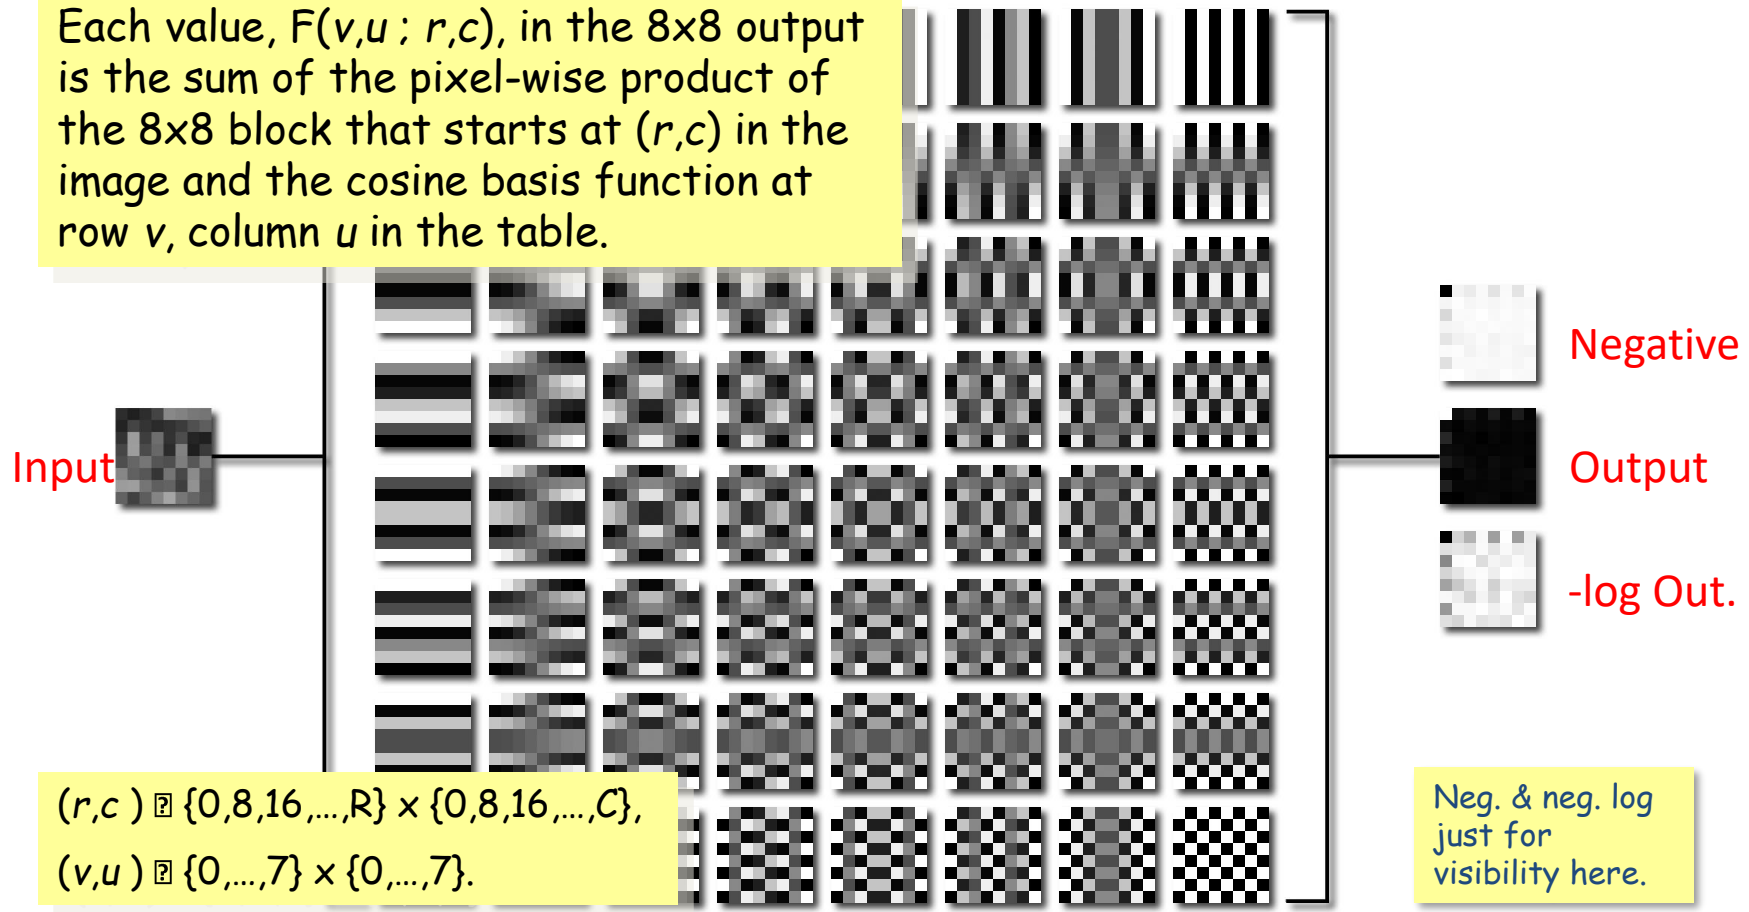 Each value, F(v,u ; r,c), in the 8x8 output
is the sum of the pixel-wise product of
the 8x8 block that starts at (r,c) in the
image and the cosine basis function at
row v, column u in the table.
Input
Negative
Output
-log Out.
(r,c ) ⍰ {0,8,16,...,R} x {0,8,16,...,C},
(v,u ) ⍰ {0,...,7} x {0,...,7}.
Neg. & neg. log
just for
visibility here.